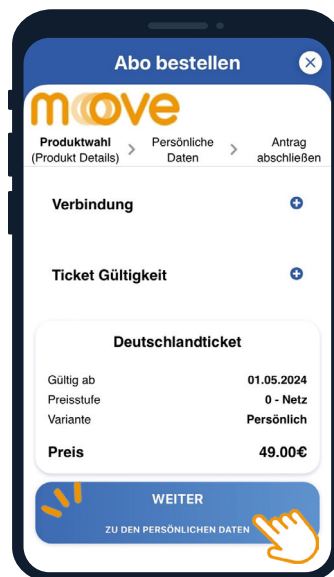 Abo bestellen
moove
Produktwahl
(Produkt Details)
>
Persönliche
Daten
>
Antrag
abschließen
Verbindung
Ticket Gültigkeit
Deutschlandticket
Gültig ab 01.05.2024
Preisstufe 0 - Netz
Variante Persönlich
Preis 49.00€
WEITER
ZU DEN PERSÖNLICHEN DATEN